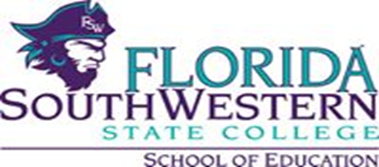 FSW
FLORIDA
SOUTHWESTERN
STATE COLLEGE
SCHOOL OF EDUCATION